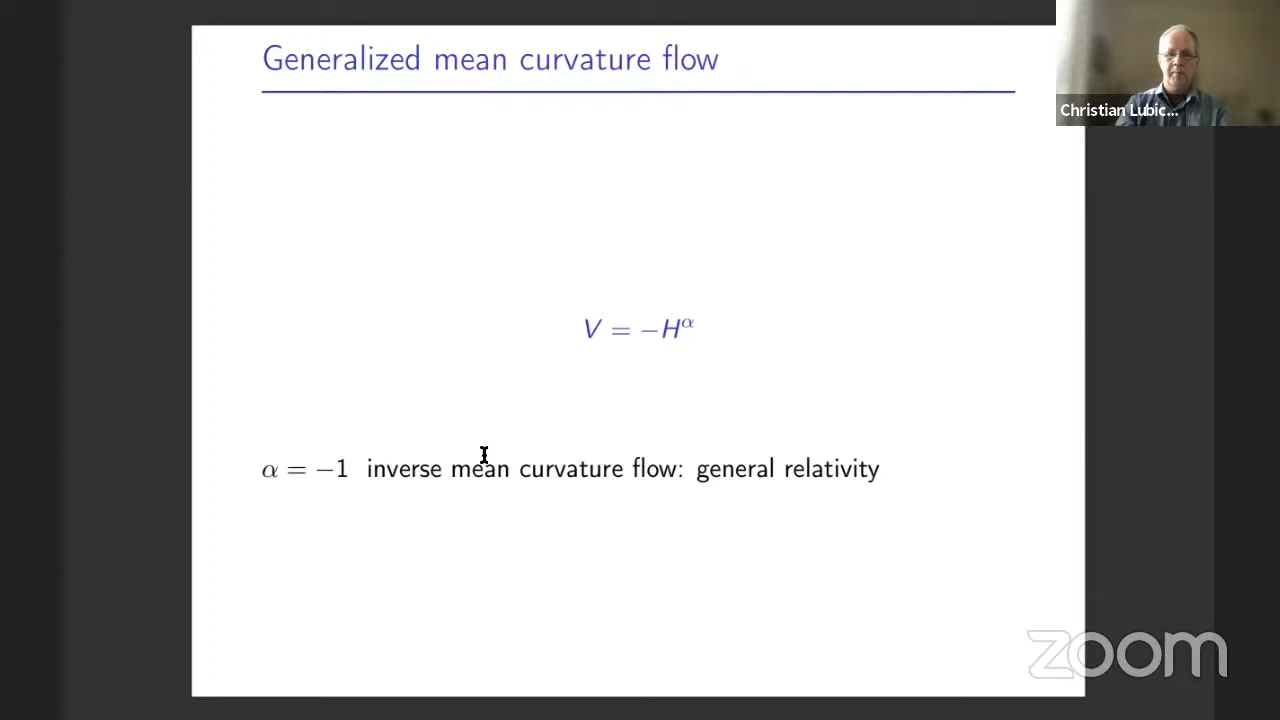 Generalized mean curvature flow
Christian Lubic...
V = −H^α
α = −1 inverse mean curvature flow: general relativity
zoom